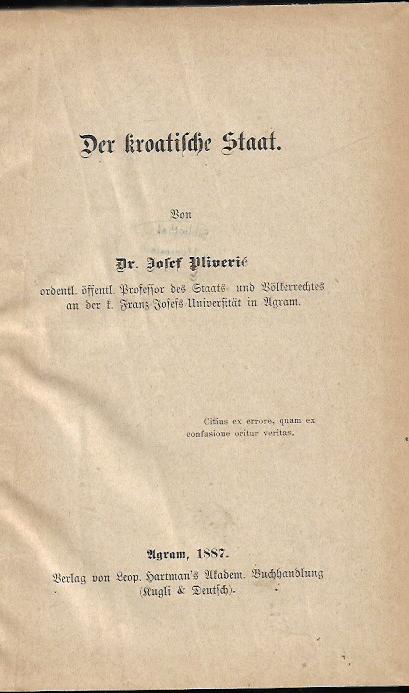 Der kroatische Staat.
Von
Dr. Josef Pliverić
ordentl. öffentl. Professor des Staats- und Völkerrechtes
an der k. Franz-Josefs-Universität in Agram.
Citius ex errore, quam ex
confusione oritur veritas.
Agram, 1887.
Verlag von Leop. Hartman's Akadem. Buchhandlung
(Kugli & Deutsch).